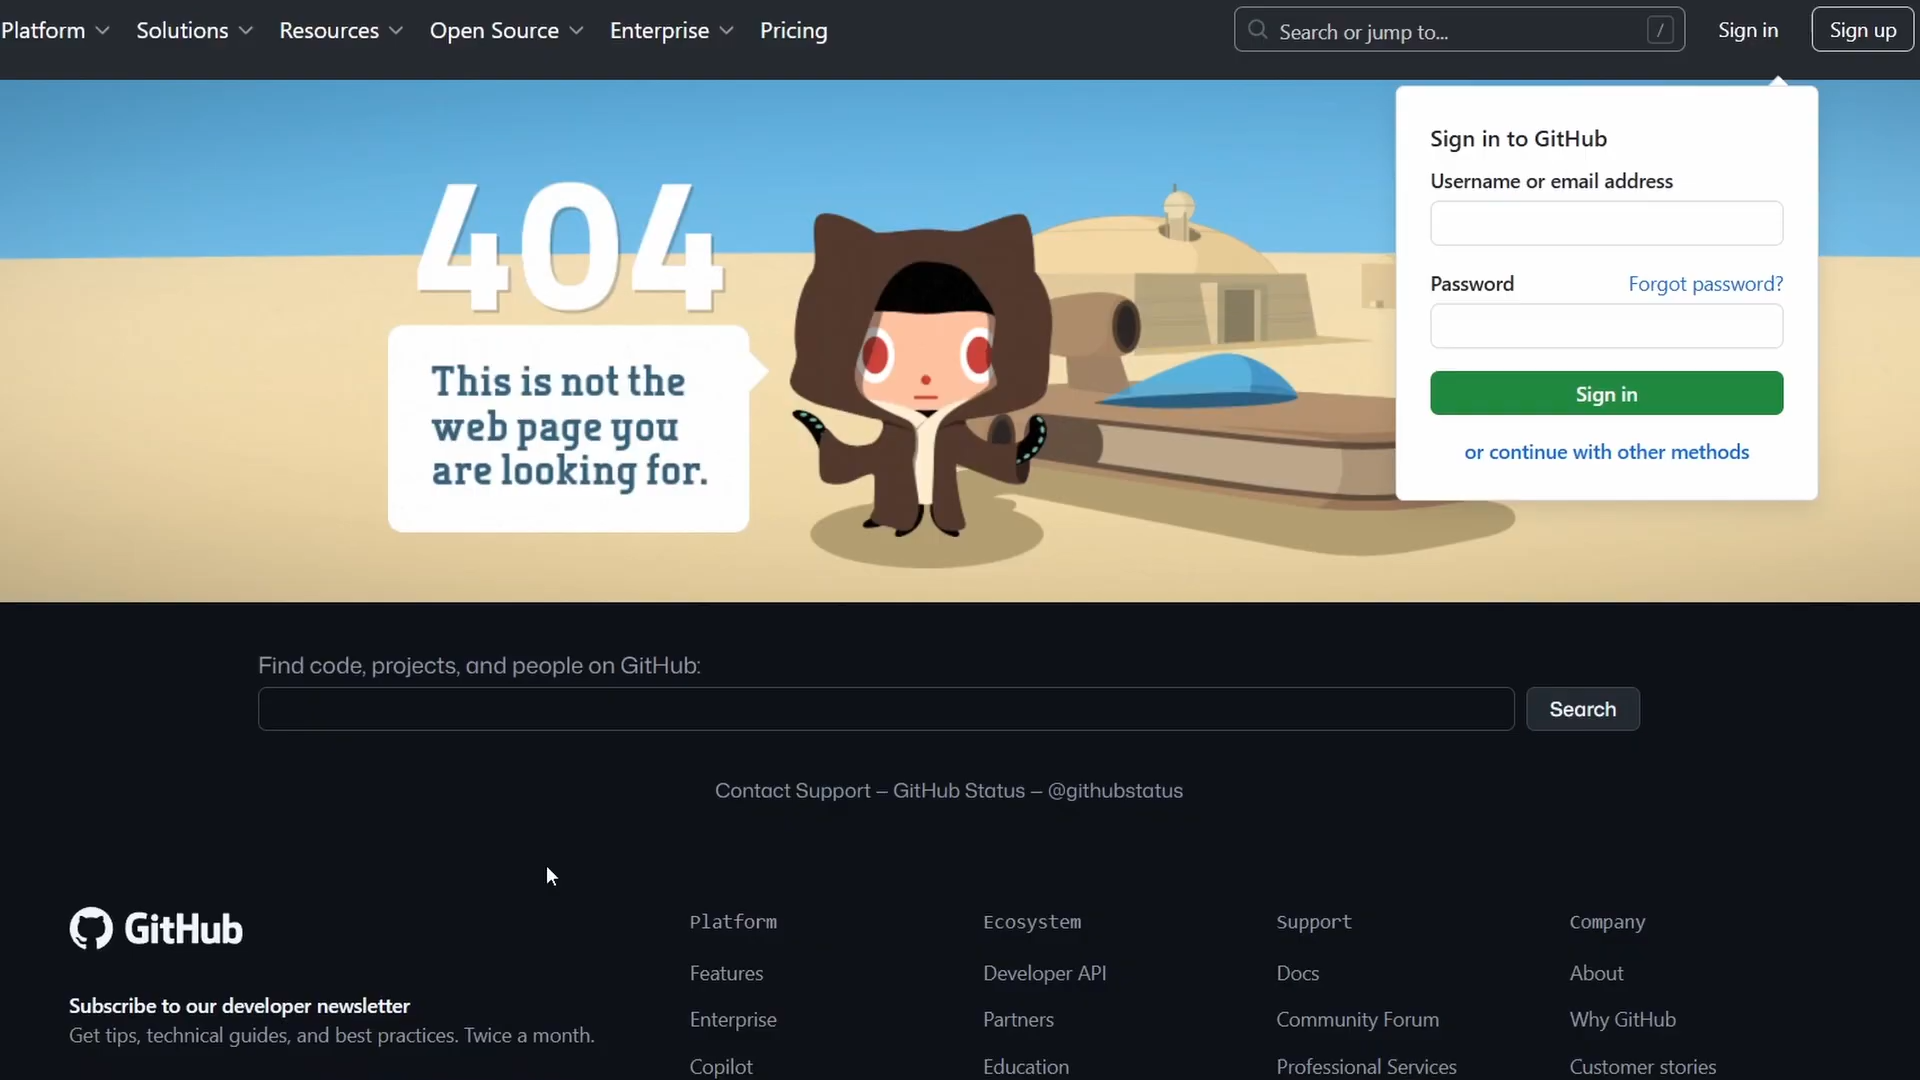 Platform Solutions Resources Open Source Enterprise Pricing
Search or jump to... /
Sign in
Sign up
404
This is not the
web page you
are looking for.
Sign in to GitHub
Username or email address
Password
Forgot password?
Sign in
or continue with other methods
Find code, projects, and people on GitHub:
Search
Contact Support — GitHub Status — @githubstatus
GitHub
Subscribe to our developer newsletter
Get tips, technical guides, and best practices. Twice a month.
Platform
Features
Enterprise
Copilot
Ecosystem
Developer API
Partners
Education
Support
Docs
Community Forum
Professional Services
Company
About
Why GitHub
Customer stories